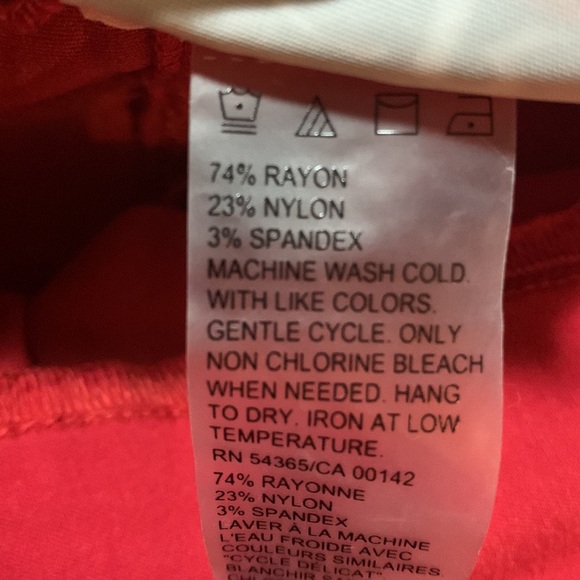 74% RAYON
23% NYLON
3% SPANDEX
MACHINE WASH COLD.
WITH LIKE COLORS.
GENTLE CYCLE. ONLY
NON CHLORINE BLEACH
WHEN NEEDED. HANG
TO DRY. IRON AT LOW
TEMPERATURE.
RN 54365/CA 00142
74% RAYONNE
23% NYLON
3% SPANDEX
LAVER À LA MACHINE
L'EAU FROIDE AVEC
COULEURS SIMILAIRES.
"CYCLE DÉLICAT"
BLANCHIR